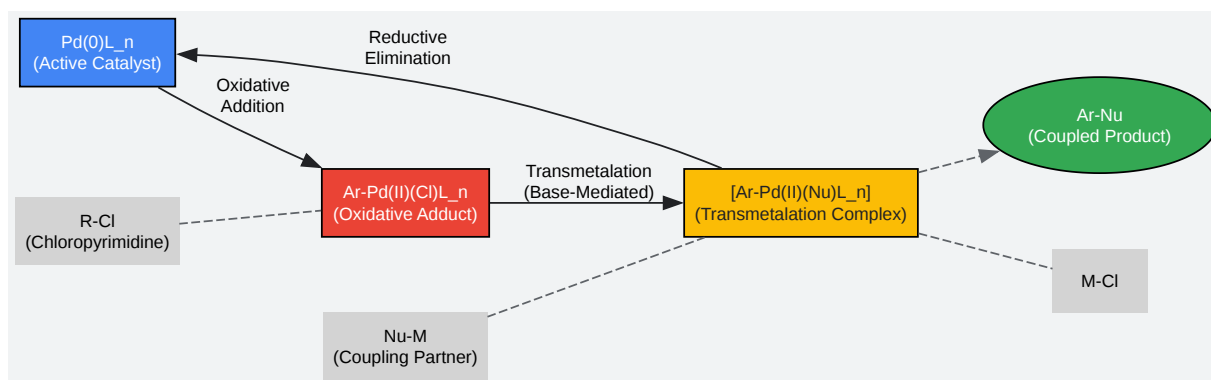 Pd(0)L_n
(Active Catalyst)
Reductive
Elimination
Oxidative
Addition
Ar-Nu
(Coupled Product)
Ar-Pd(II)(Cl)L_n
(Oxidative Adduct)
Transmetalation
(Base-Mediated)
[Ar-Pd(II)(Nu)L_n]
(Transmetalation Complex)
R-Cl
(Chloropyrimidine)
M-Cl
Nu-M
(Coupling Partner)